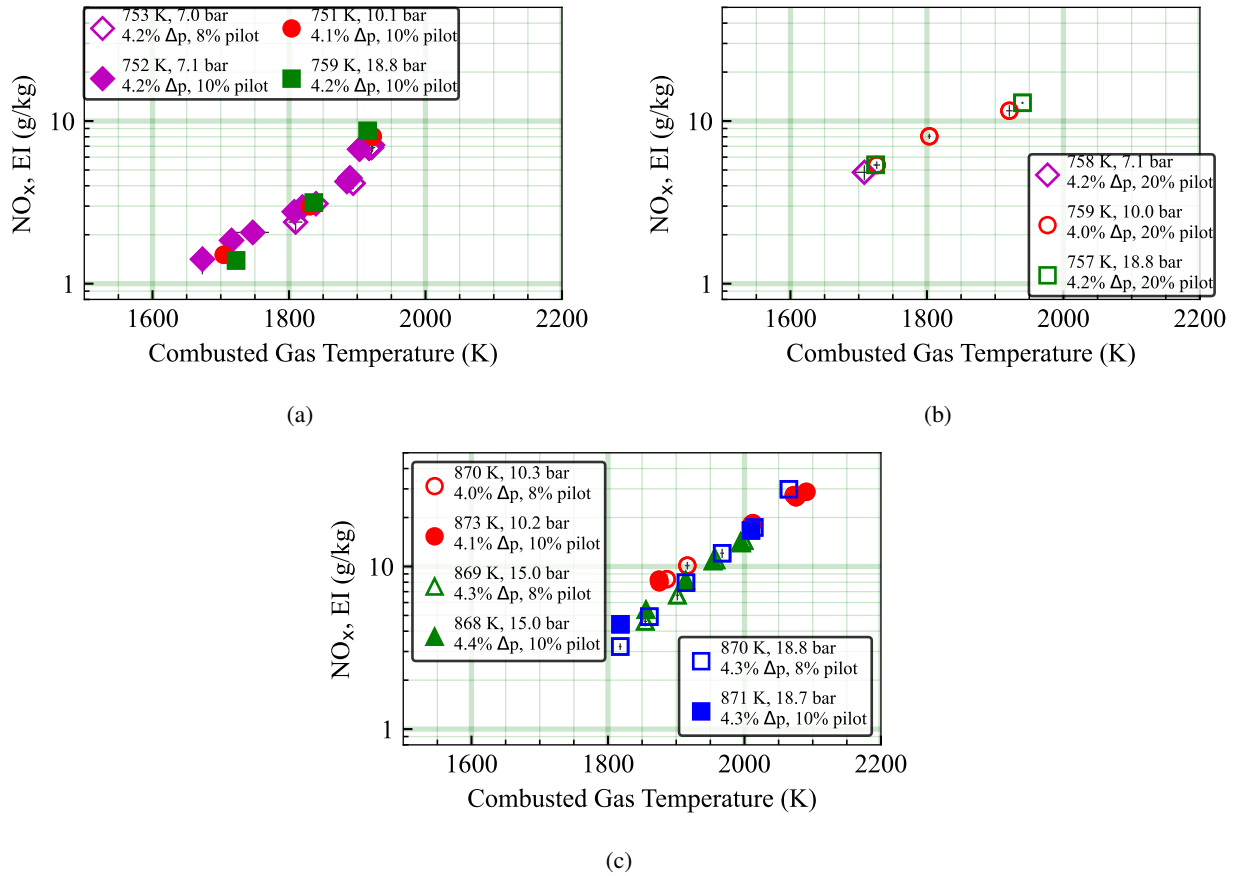 753 K, 7.0 bar
4.2% Δp, 8% pilot
752 K, 7.1 bar
4.2% Δp, 10% pilot
751 K, 10.1 bar
4.1% Δp, 10% pilot
759 K, 18.8 bar
4.2% Δp, 10% pilot
NOx, EI (g/kg)
10
1
1600 1800 2000 2200
Combusted Gas Temperature (K)
(a)
NOx, EI (g/kg)
10
1
758 K, 7.1 bar
4.2% Δp, 20% pilot
759 K, 10.0 bar
4.0% Δp, 20% pilot
757 K, 18.8 bar
4.2% Δp, 20% pilot
1600 1800 2000 2200
Combusted Gas Temperature (K)
(b)
870 K, 10.3 bar
4.0% Δp, 8% pilot
873 K, 10.2 bar
4.1% Δp, 10% pilot
869 K, 15.0 bar
4.3% Δp, 8% pilot
868 K, 15.0 bar
4.4% Δp, 10% pilot
870 K, 18.8 bar
4.3% Δp, 8% pilot
871 K, 18.7 bar
4.3% Δp, 10% pilot
NOx, EI (g/kg)
10
1
1600 1800 2000 2200
Combusted Gas Temperature (K)
(c)